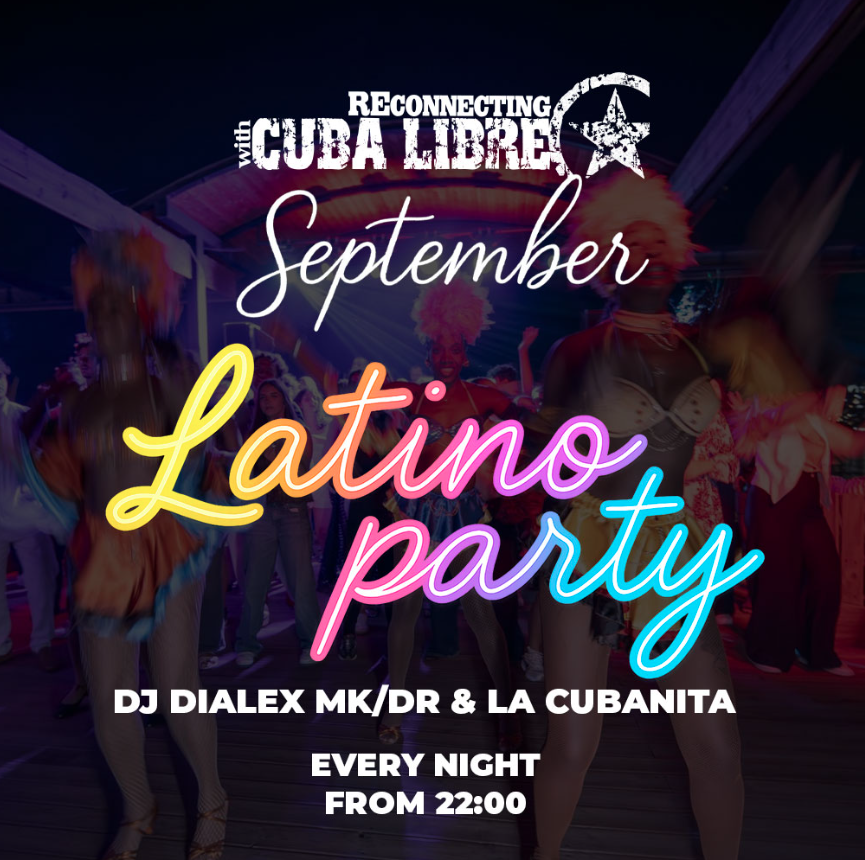 REconnecting
with CUBA LIBRE
September
Latino
party
DJ DIALEX MK/DR & LA CUBANITA
EVERY NIGHT
FROM 22:00